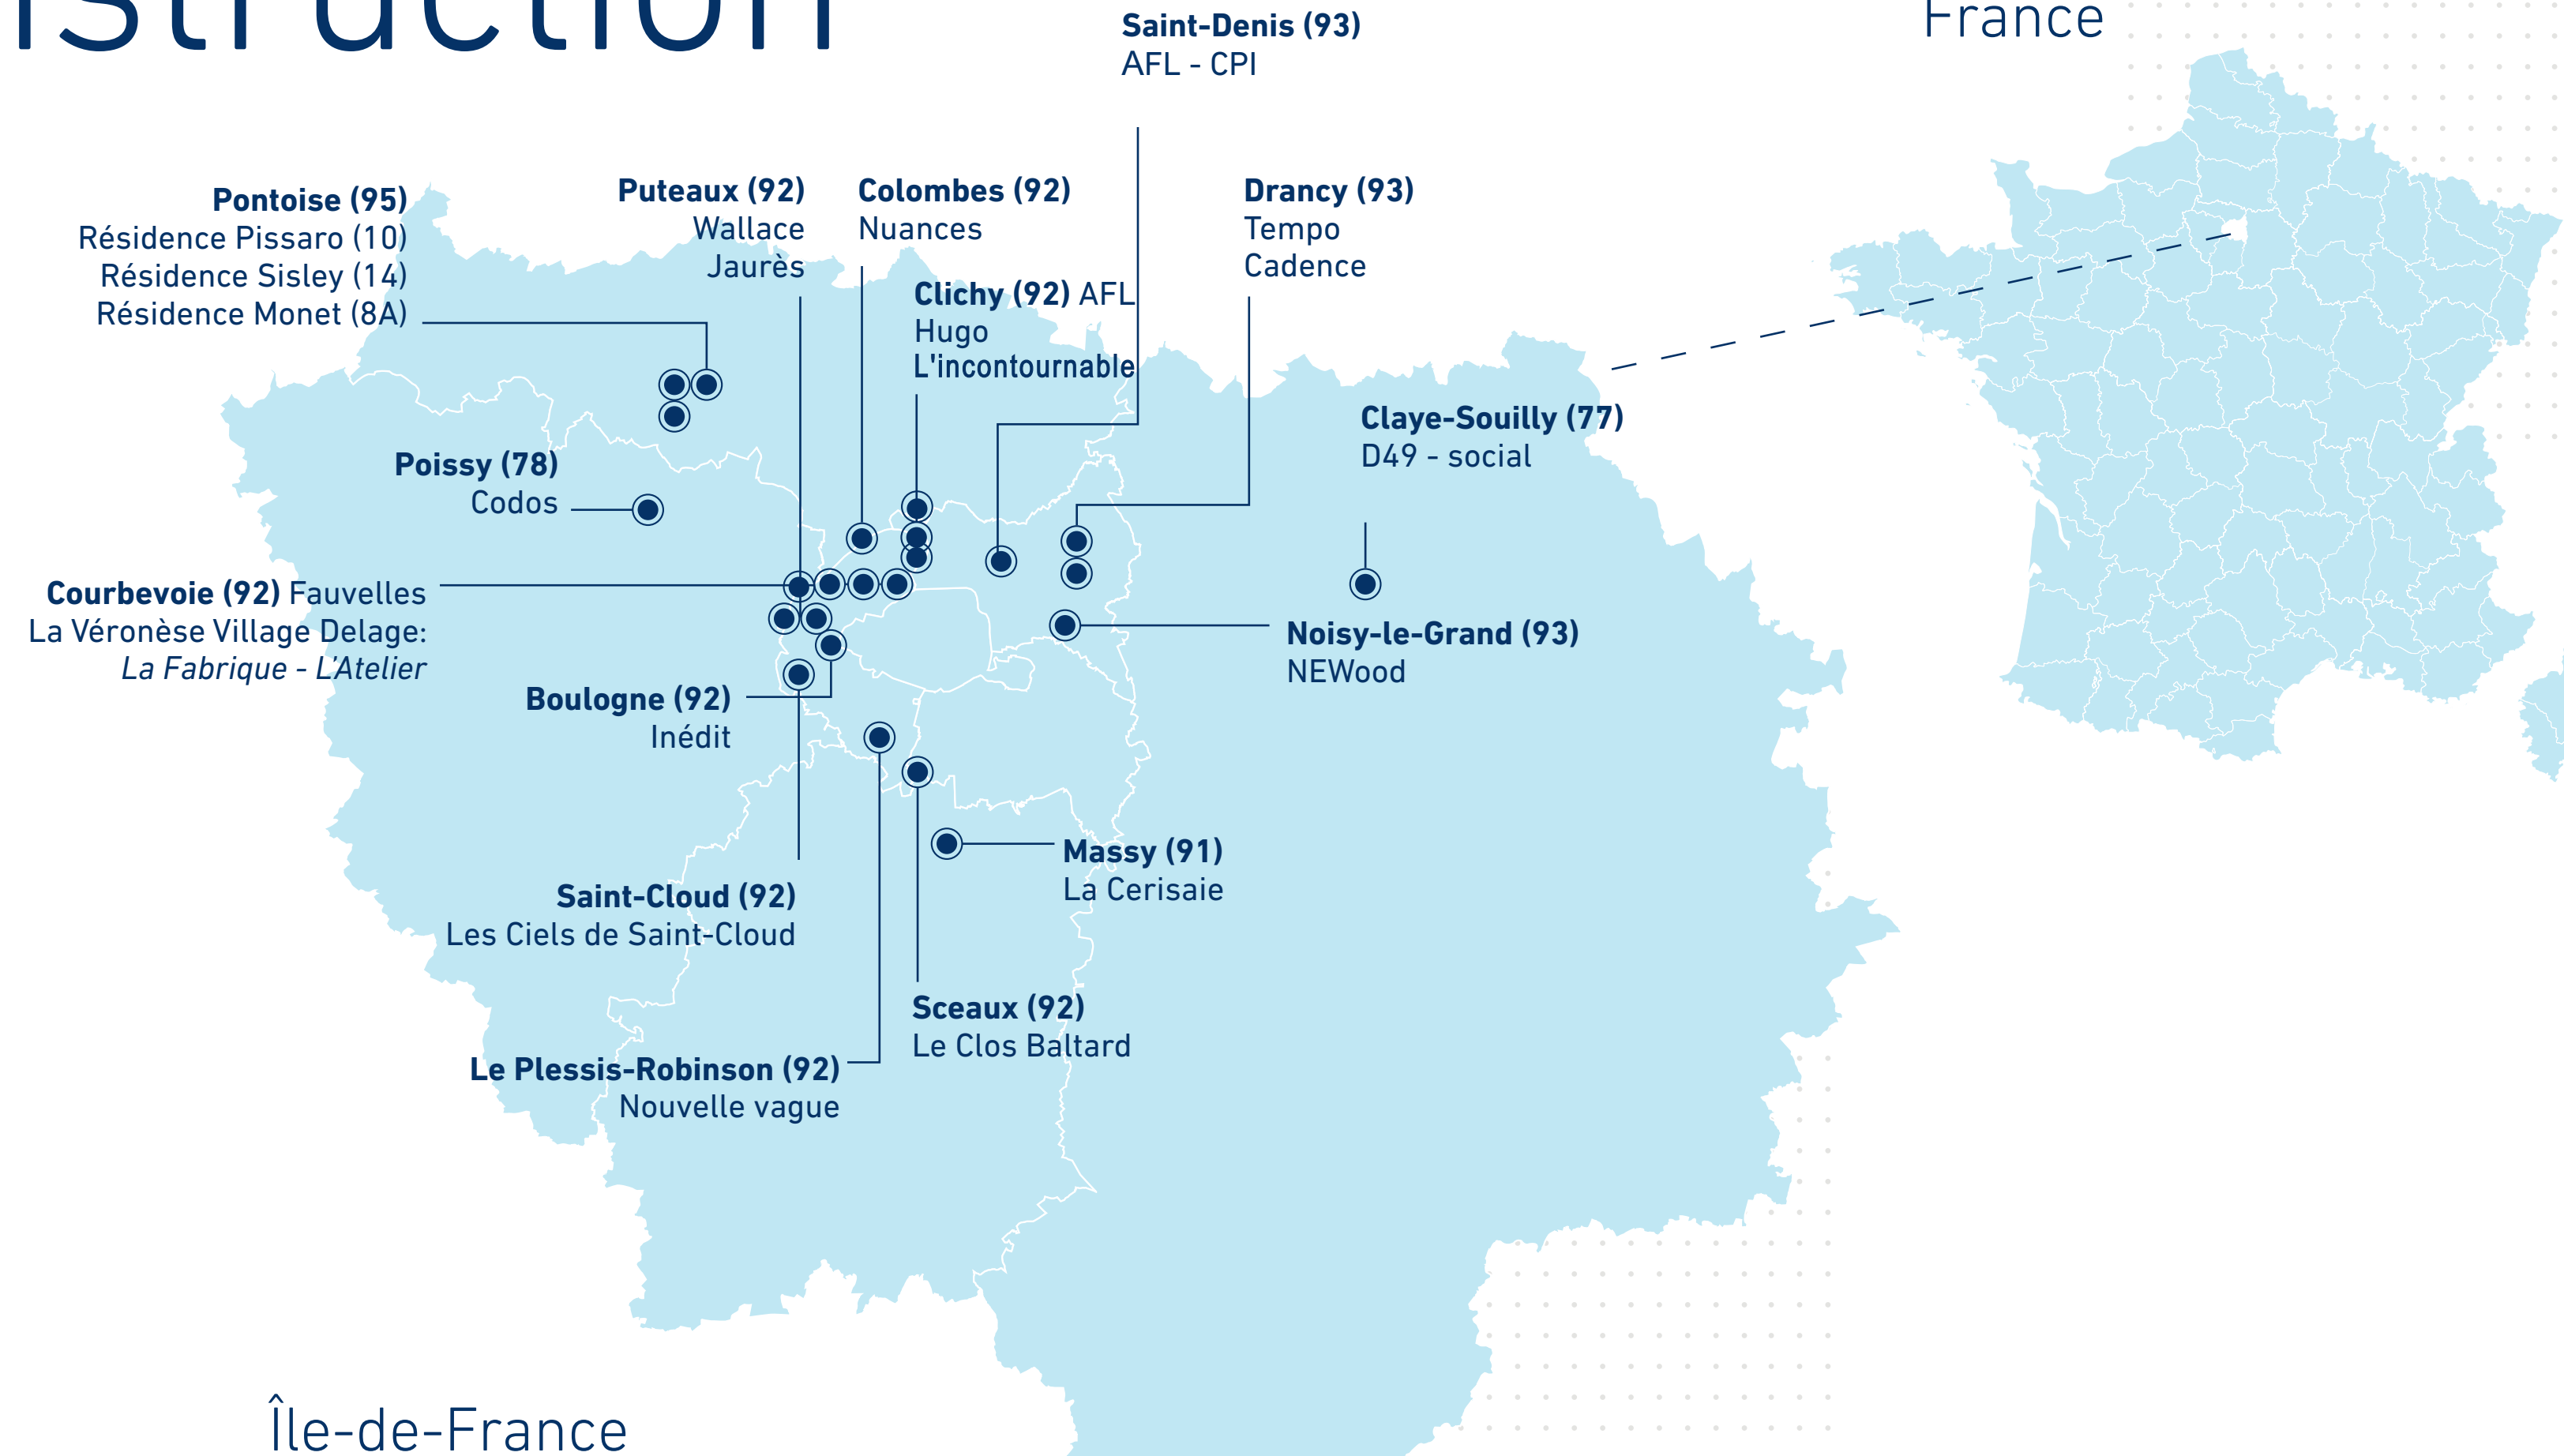 istruction
France
Saint-Denis (93)
AFL - CPI
Pontoise (95)
Résidence Pissaro (10)
Résidence Sisley (14)
Résidence Monet (8A)
Puteaux (92)
Wallace
Jaurès
Colombes (92)
Nuances
Clichy (92) AFL
Hugo
L'incontournable
Drancy (93)
Tempo
Cadence
Claye-Souilly (77)
D49 - social
Poissy (78)
Codos
Courbevoie (92) Fauvelles
La Véronèse Village Delage:
La Fabrique - L'Atelier
Noisy-le-Grand (93)
NEWood
Boulogne (92)
Inédit
Massy (91)
La Cerisaie
Saint-Cloud (92)
Les Ciels de Saint-Cloud
Sceaux (92)
Le Clos Baltard
Le Plessis-Robinson (92)
Nouvelle vague
Île-de-France